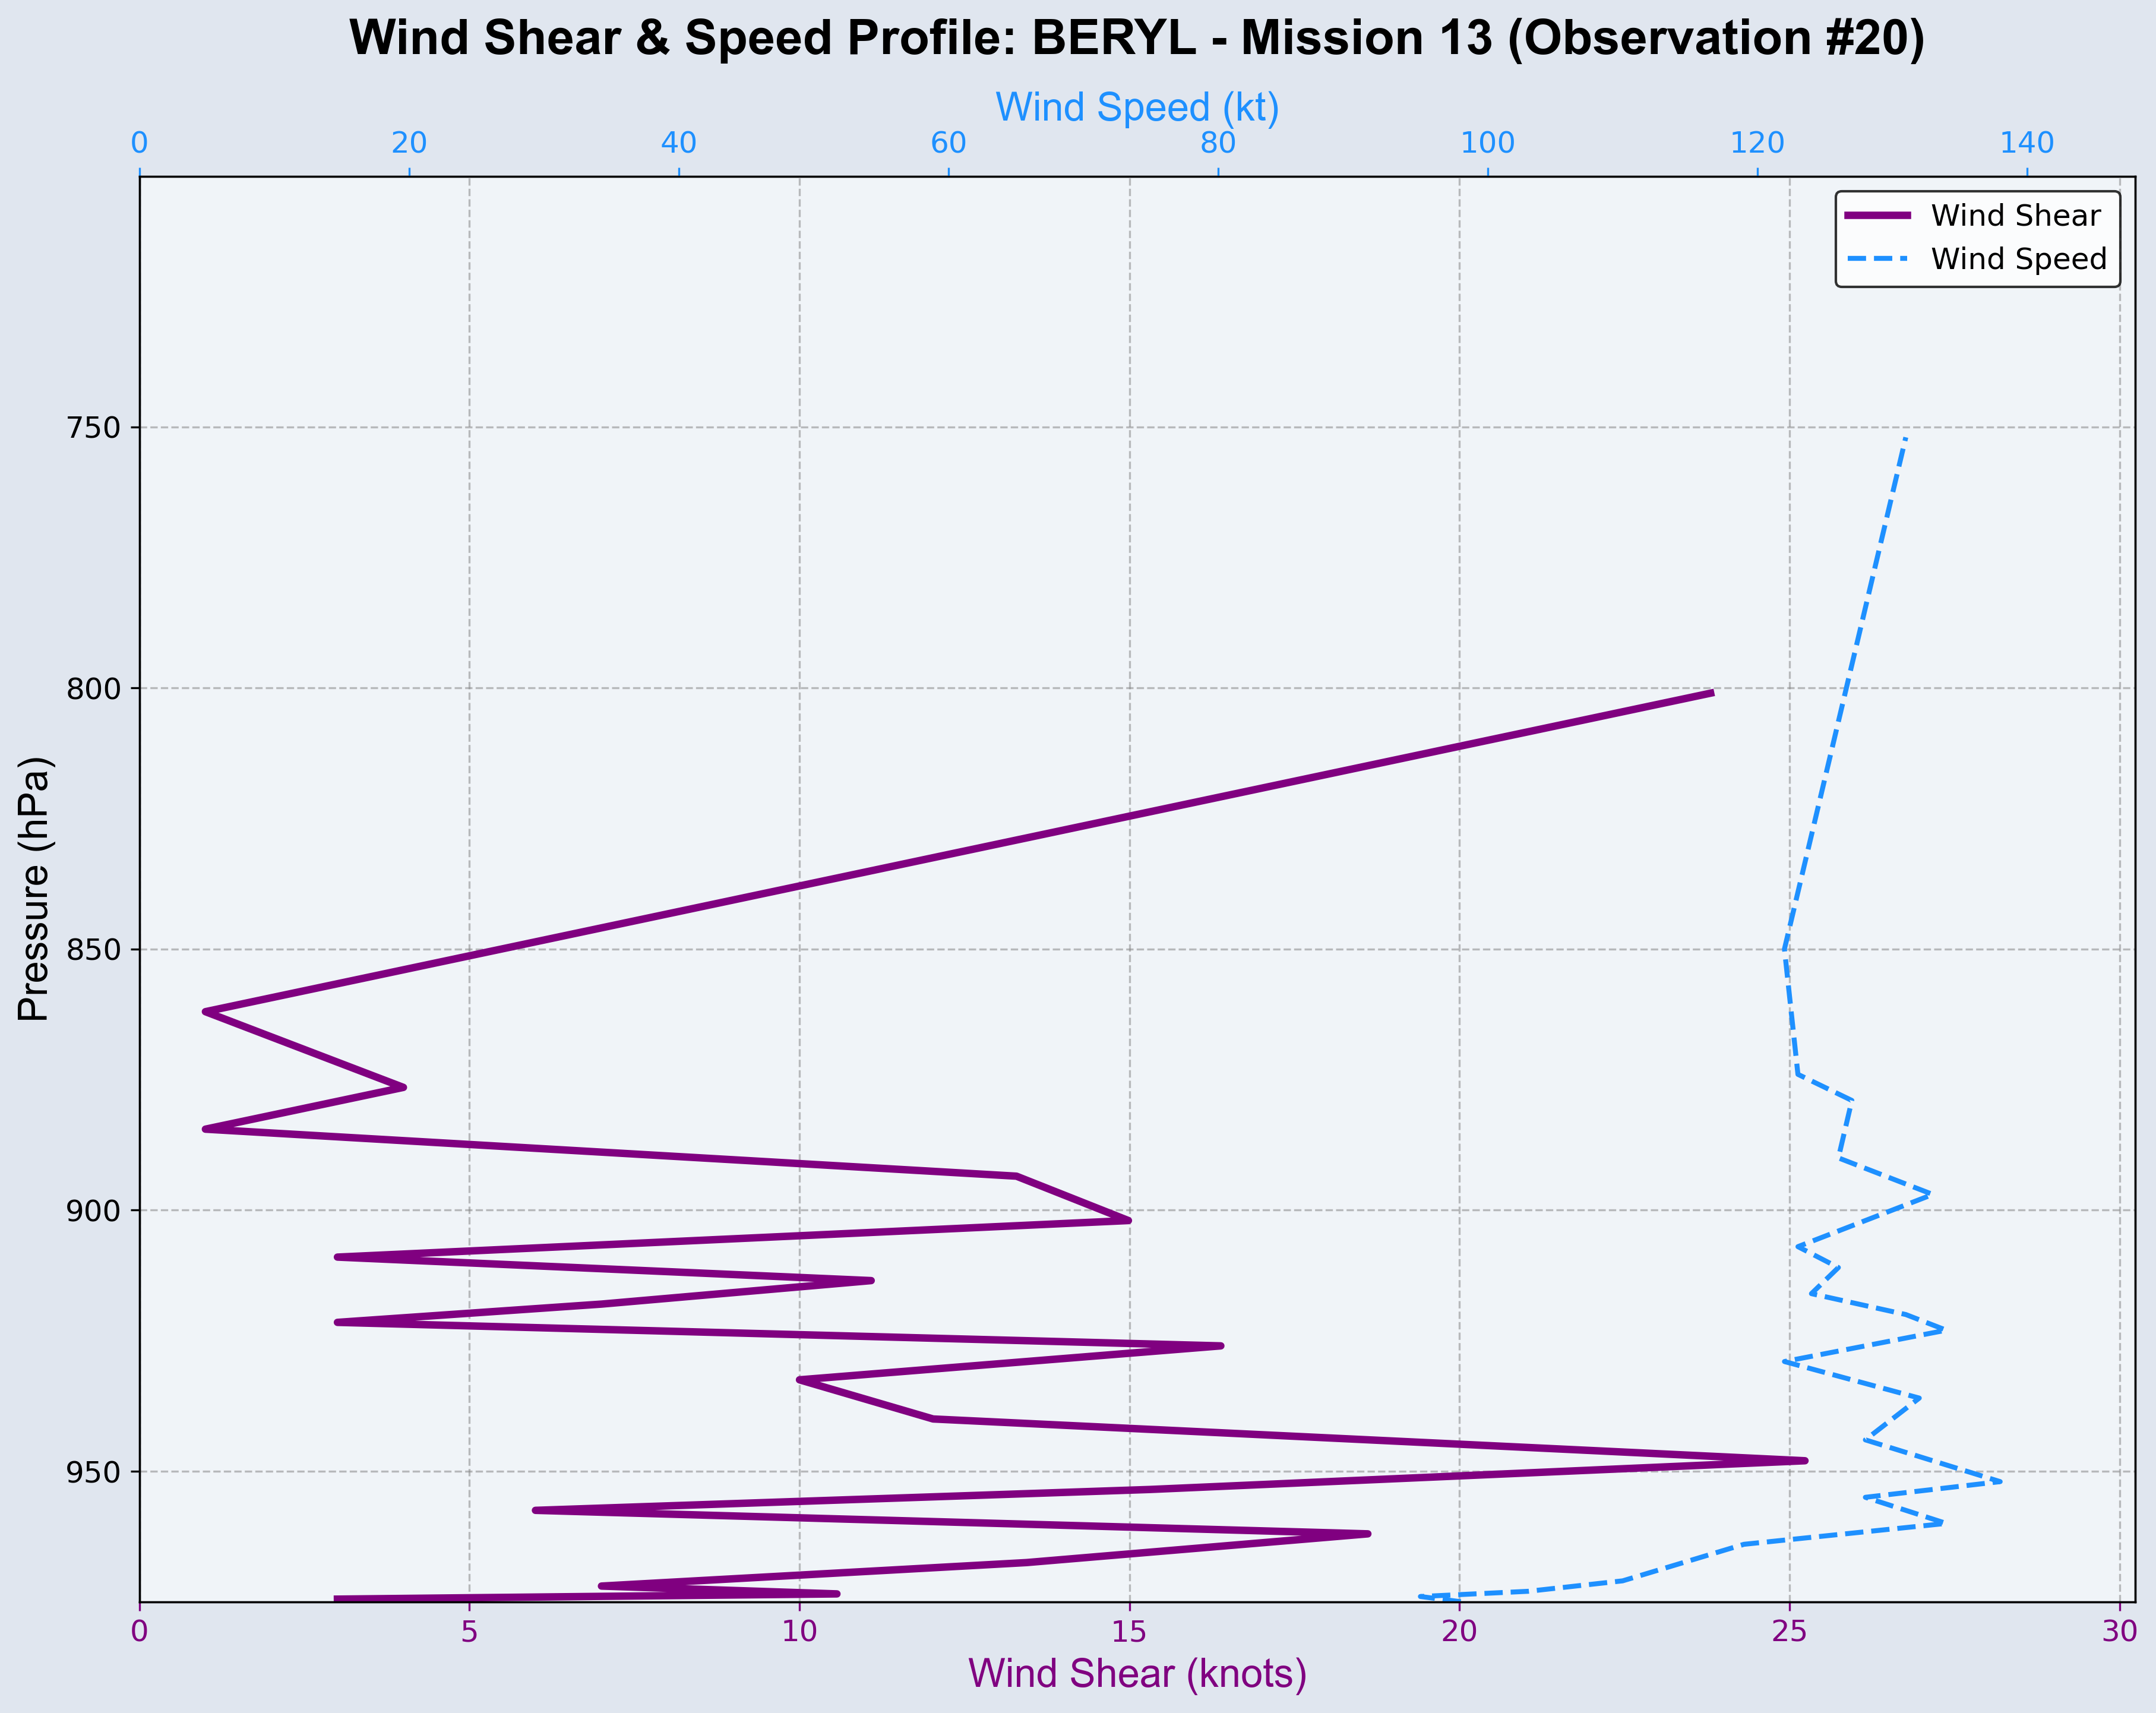 Wind Shear & Speed Profile: BERYL - Mission 13 (Observation #20)
Wind Speed (kt)
0 20 40 60 80 100 120 140
Wind Shear
Wind Speed
750
800
850
900
950
Pressure (hPa)
0 5 10 15 20 25 30
Wind Shear (knots)